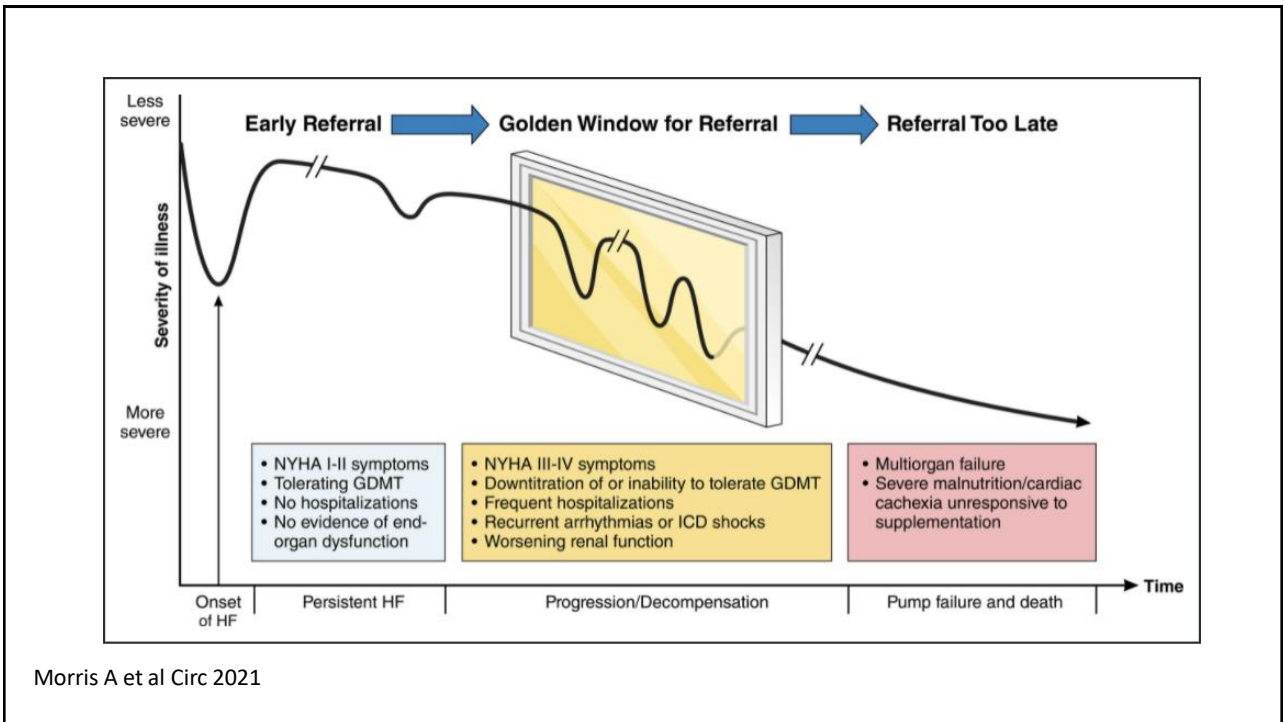 Less
severe
Early Referral
Golden Window for Referral
Referral Too Late
Severity of illness
More
severe
• NYHA I-II symptoms
• Tolerating GDMT
• No hospitalizations
• No evidence of end-
organ dysfunction
• NYHA III-IV symptoms
• Downtitration of or inability to tolerate GDMT
• Frequent hospitalizations
• Recurrent arrhythmias or ICD shocks
• Worsening renal function
• Multiorgan failure
• Severe malnutrition/cardiac
cachexia unresponsive to
supplementation
Time
Onset
of HF
Persistent HF
Progression/Decompensation
Pump failure and death
Morris A et al Circ 2021